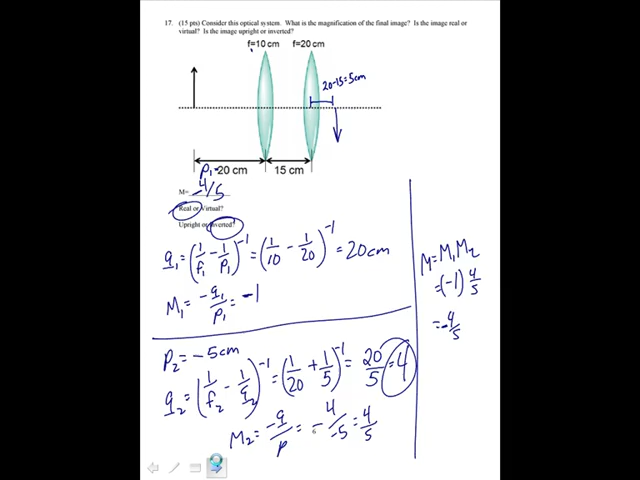 17. (15 pts) Consider this optical system. What is the magnification of the final image? Is the image real or
virtual? Is the image upright or inverted?
f=10 cm f=20 cm
20-15=5cm
P₁=20 cm 15 cm
M= -4/5
Real or Virtual?
Upright or Inverted?
q₁ = (1/f₁ - 1/P₁)⁻¹ = (1/10 - 1/20)⁻¹ = 20cm
M₁ = -q₁/P₁ = -1
P₂ = -5cm
q₂ = (1/f₂ - 1/q₂)⁻¹ = (1/20 + 1/5)⁻¹ = 20/5 = 4
M₂ = -q/P = -4/-5 = 4/5
M = M₁M₂
= (-1) 4/5
= -4/5